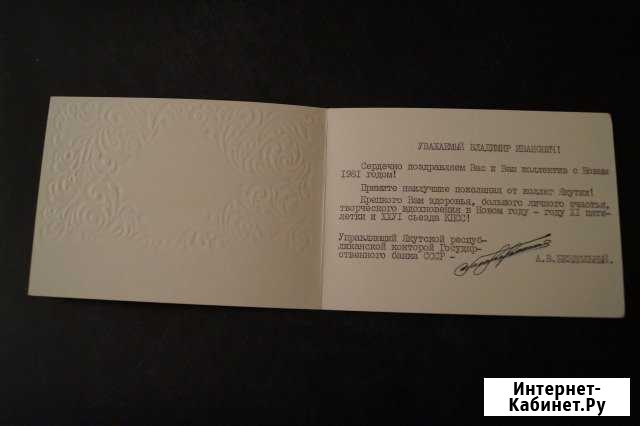 УВАЖАЕМЫЙ ВЛАДИМИР ИВАНОВИЧ!
Сердечно поздравляем Вас и Ваш коллектив с Новым
1981 годом!
Примите наилучшие пожелания от коллег Якутии!
Крепкого Вам здоровья, большого личного счастья,
творческого вдохновения в Новом году - году XI пяти-
летки и XXVI съезда КПСС!
Управляющий Якутской респуб-
ликанской конторой Государ-
ственного банка СССР -
А.В.
Интернет-
Кабинет.Ру